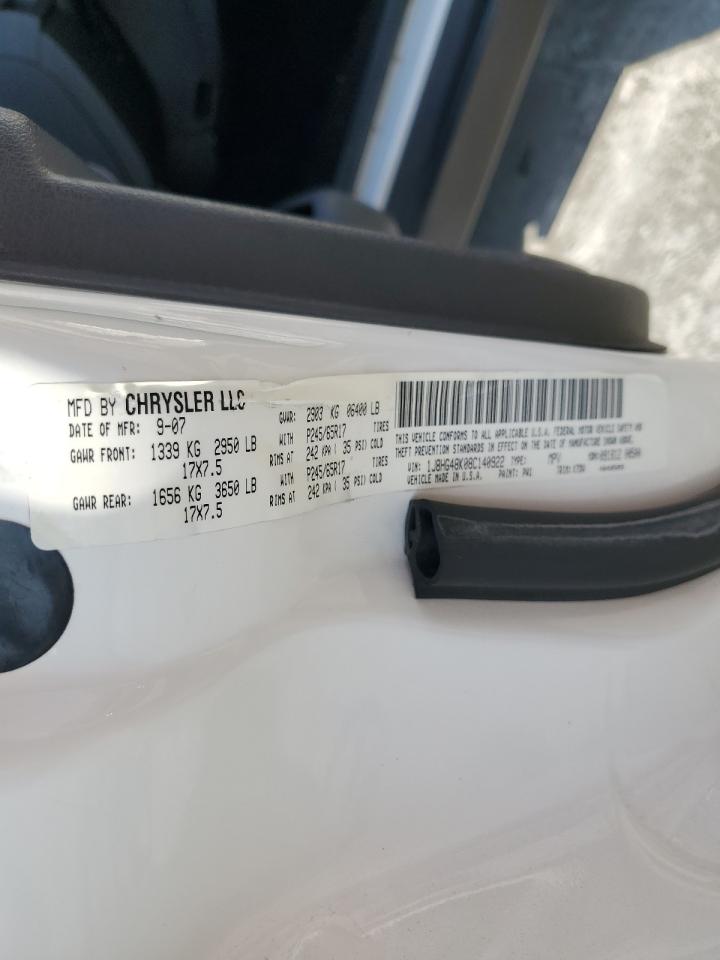 MFD BY CHRYSLER LLC
DATE OF MFR: 9-07
GAWR FRONT: 1339 KG 2950 LB
17X7.5
GAWR REAR: 1656 KG 3650 LB
17X7.5
GVWR: 2903 KG 06400 LB
WITH P245/65R17 TIRES
RIMS AT 242 KPA( 35 PSI) COLD
WITH P245/65R17 TIRES
RIMS AT 242 KPA( 35 PSI) COLD
THIS VEHICLE CONFORMS TO ALL APPLICABLE U.S.A. FEDERAL MOTOR VEHICLE SAFETY AND
THEFT PREVENTION STANDARDS IN EFFECT ON THE DATE OF MANUFACTURE SHOWN ABOVE.
VIN: 1J8HG48K08C140922 TYPE: MPV
VEHICLE MADE IN U.S.A. PAINT: PW1